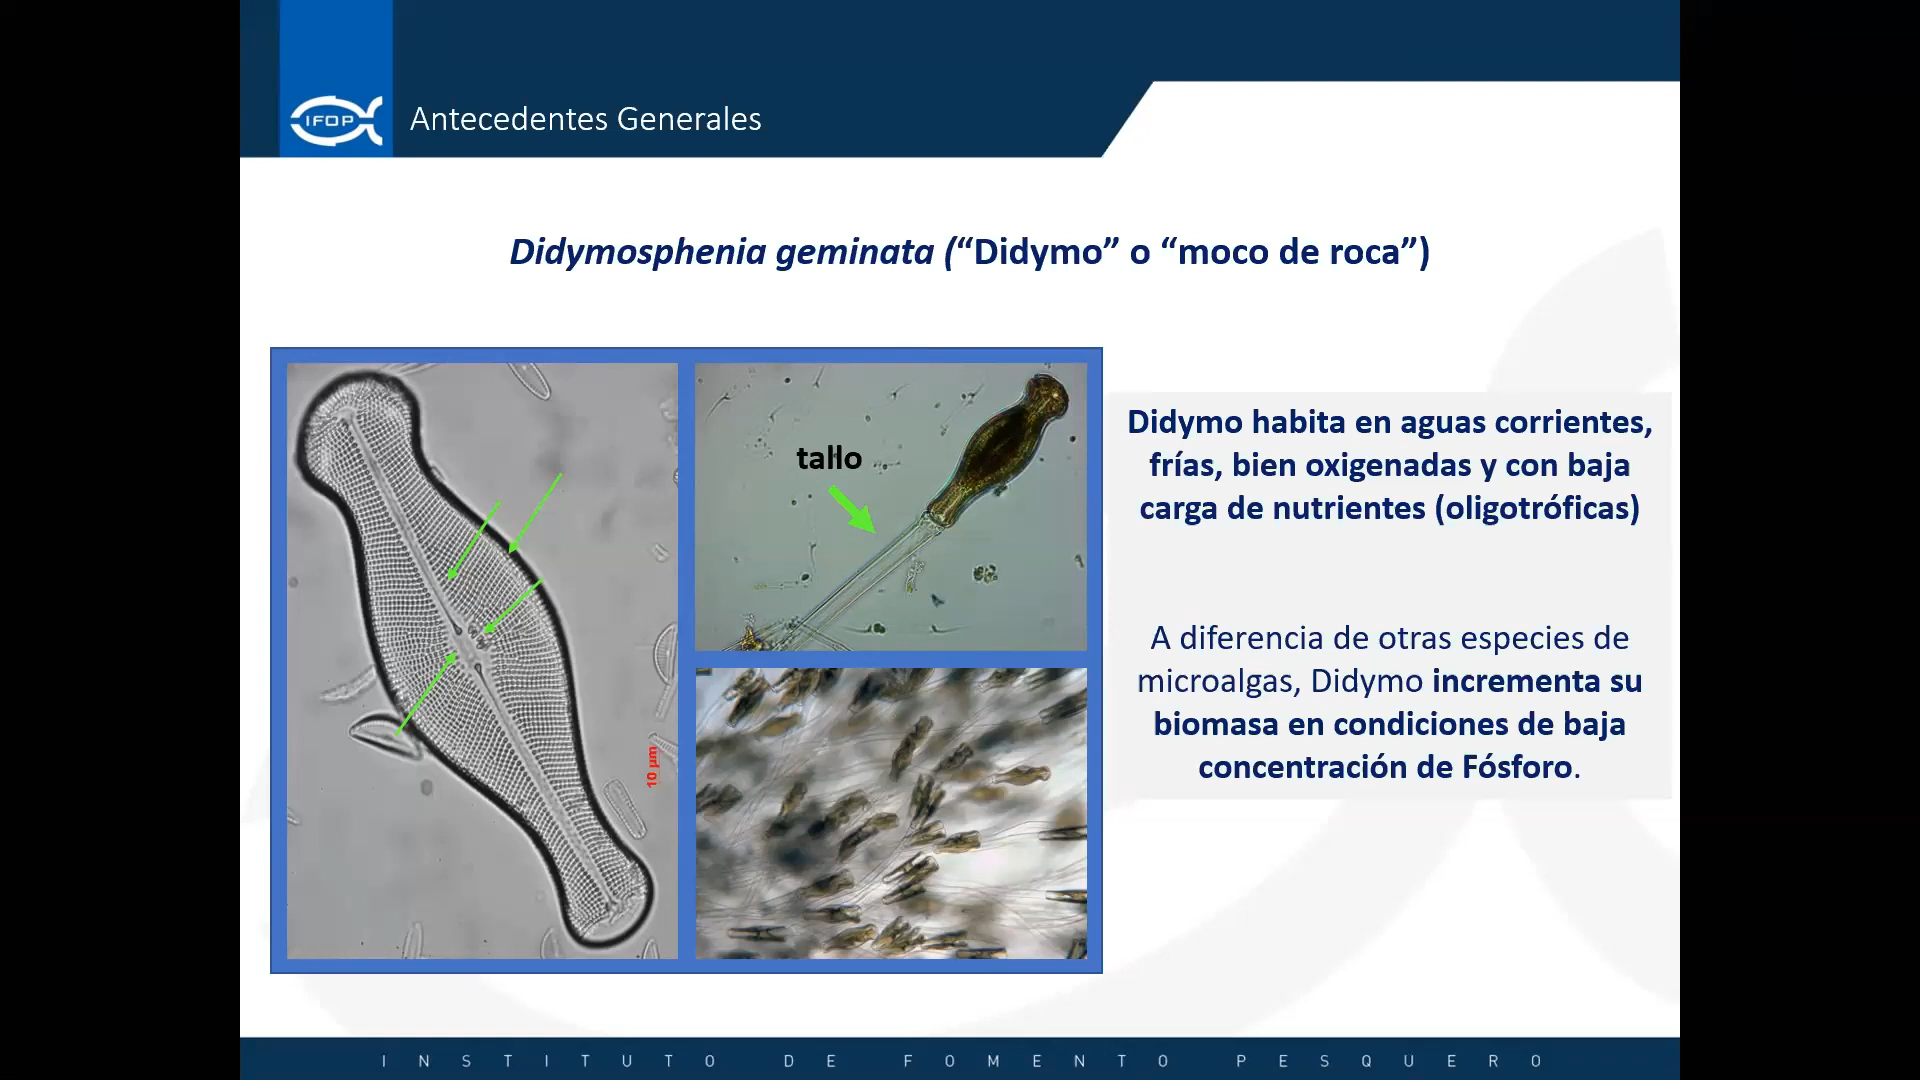 IFOP
Antecedentes Generales
Didymosphenia geminata (“Didymo” o “moco de roca”)
tallo
10 µm
Didymo habita en aguas corrientes,
frías, bien oxigenadas y con baja
carga de nutrientes (oligotróficas)
A diferencia de otras especies de
microalgas, Didymo incrementa su
biomasa en condiciones de baja
concentración de Fósforo.
INSTITUTO DE FOMENTO PESQUERO